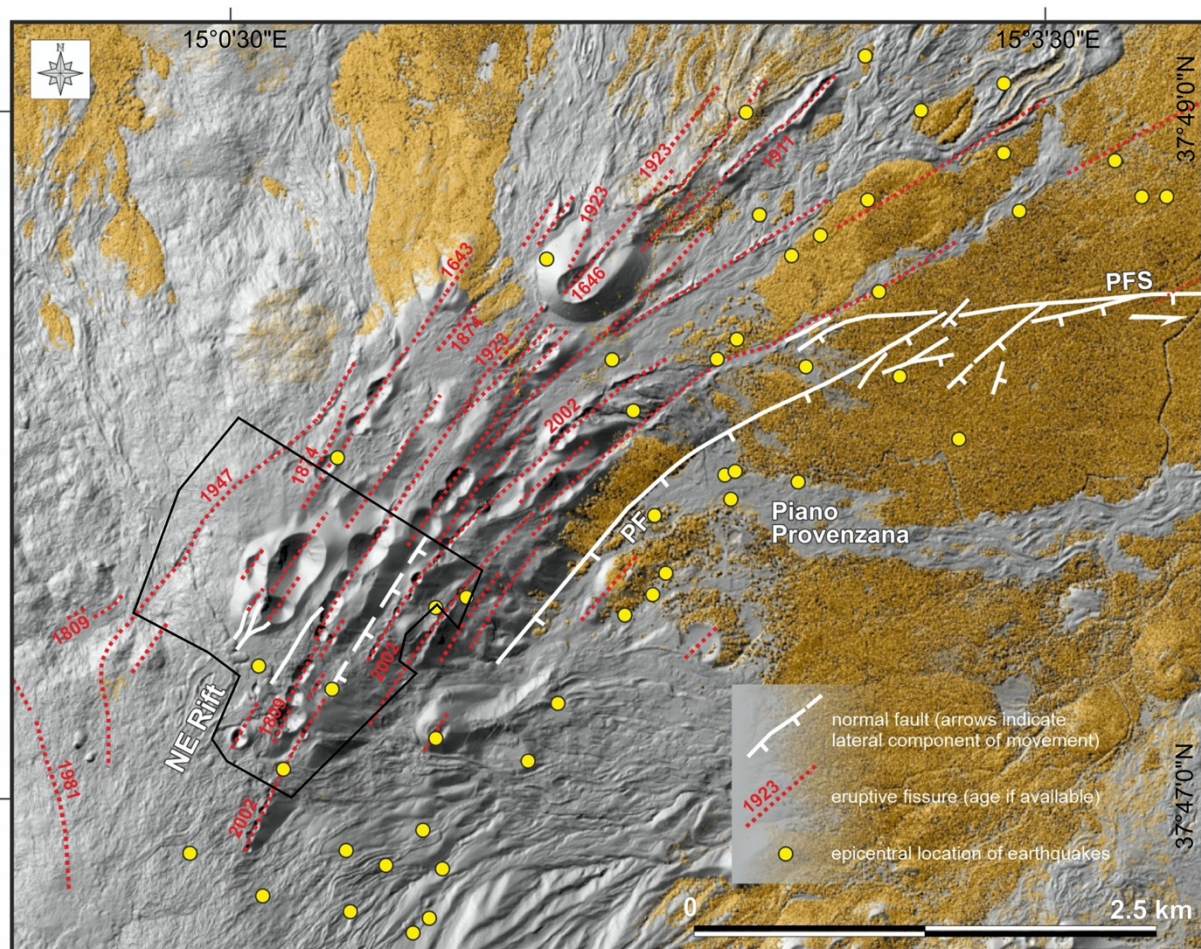 N
15°0'30"E
15°3'30"E
37°49'0"N
1923
1911
1923
1643
1646
1874
1923
PFS
2002
1874
1947
PF
Piano
Provenzana
1809
2002
1809
NE Rift
1981
2002
normal fault (arrows indicate
lateral component of movement)
1923
eruptive fissure (age if available)
epicentral location of earthquakes
37°47'0"N
0
2.5 km